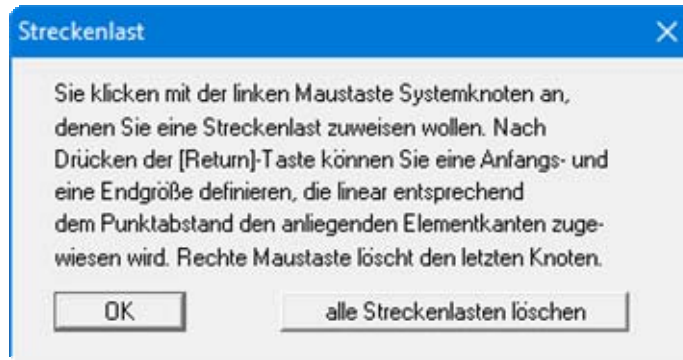 Streckenlast
Sie klicken mit der linken Maustaste Systemknoten an,
denen Sie eine Streckenlast zuweisen wollen. Nach
Drücken der [Return]-Taste können Sie eine Anfangs- und
eine Endgröße definieren, die linear entsprechend
dem Punktabstand den anliegenden Elementkanten zuge-
wiesen wird. Rechte Maustaste löscht den letzten Knoten.
OK
alle Streckenlasten löschen